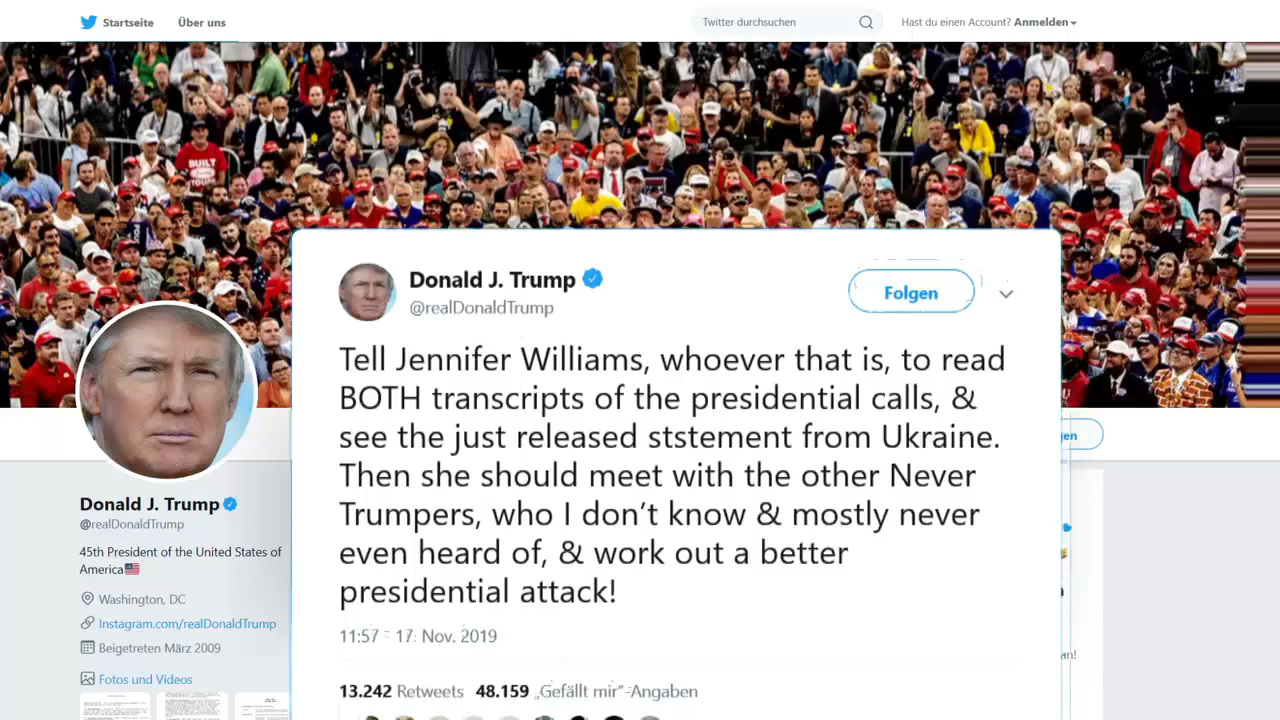 Startseite Über uns
Twitter durchsuchen
Hast du einen Account? Anmelden
BUILT
Donald J. Trump
@realDonaldTrump
Folgen
Tell Jennifer Williams, whoever that is, to read
BOTH transcripts of the presidential calls, &
see the just released ststement from Ukraine.
Then she should meet with the other Never
Trumpers, who I don't know & mostly never
even heard of, & work out a better
presidential attack!
11:57 - 17. Nov. 2019
13.242 Retweets 48.159 „Gefällt mir“-Angaben
Donald J. Trump
@realDonaldTrump
45th President of the United States of
America🇺🇸
Washington, DC
Instagram.com/realDonaldTrump
Beigetreten März 2009
Fotos und Videos